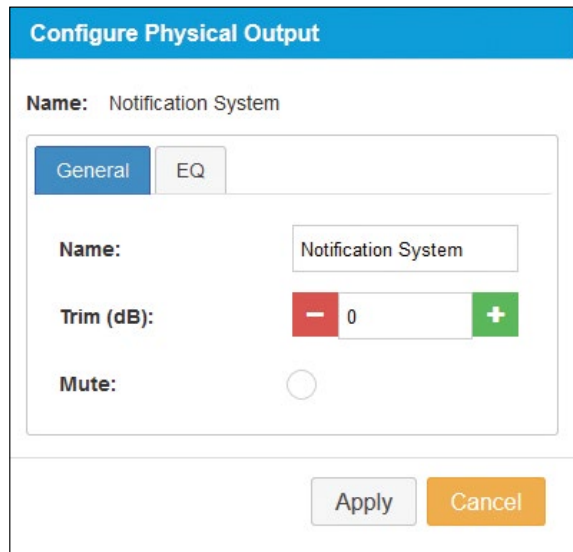 Configure Physical Output
Name: Notification System
General EQ
Name: Notification System
Trim (dB): − 0 +
Mute:
Apply Cancel